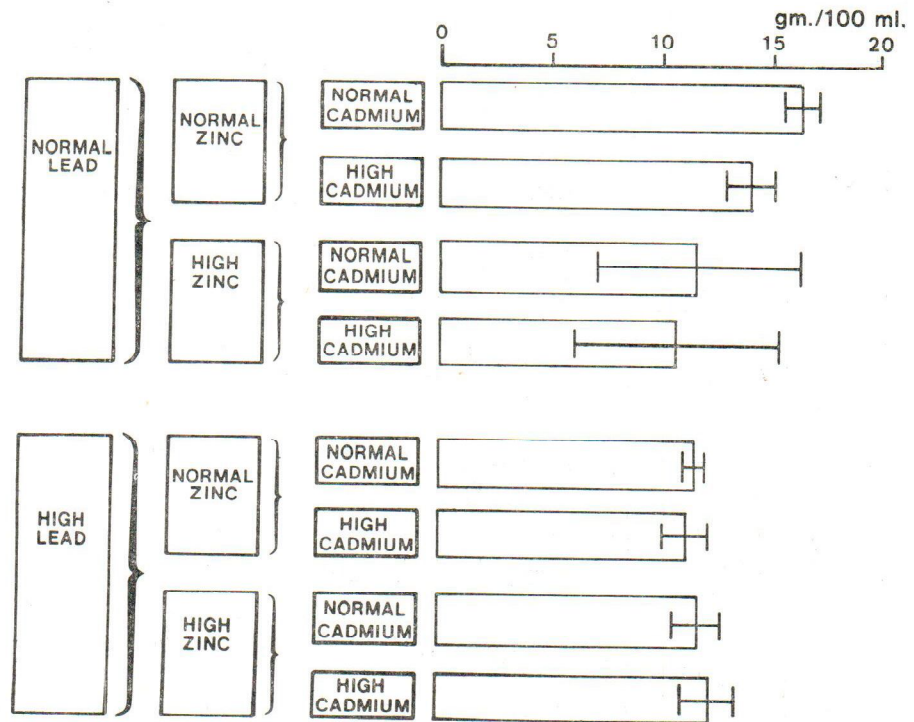 gm./100 ml.
0 5 10 15 20
NORMAL
LEAD
NORMAL
ZINC
NORMAL
CADMIUM
HIGH
CADMIUM
HIGH
ZINC
NORMAL
CADMIUM
HIGH
CADMIUM
HIGH
LEAD
NORMAL
ZINC
NORMAL
CADMIUM
HIGH
CADMIUM
HIGH
ZINC
NORMAL
CADMIUM
HIGH
CADMIUM